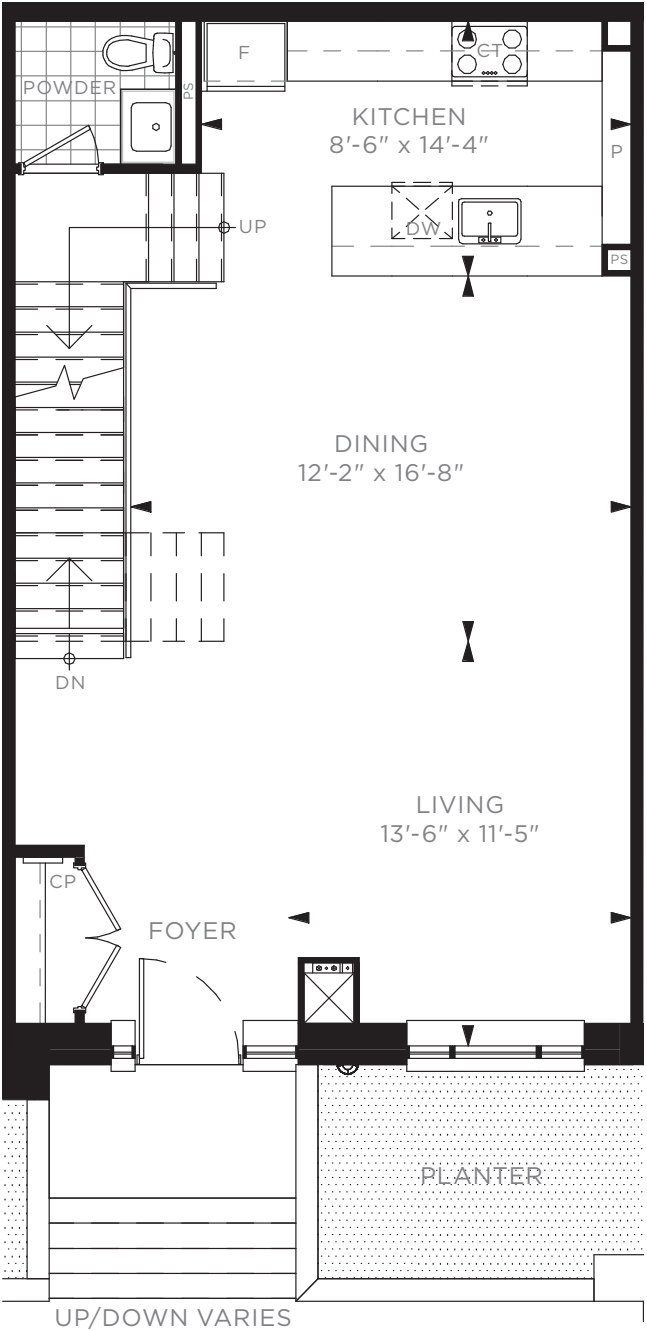 F
CT
POWDER
PS
KITCHEN
8'-6" x 14'-4"
P
UP
DW
PS
DINING
12'-2" x 16'-8"
DN
LIVING
13'-6" x 11'-5"
CP
FOYER
PLANTER
UP/DOWN VARIES